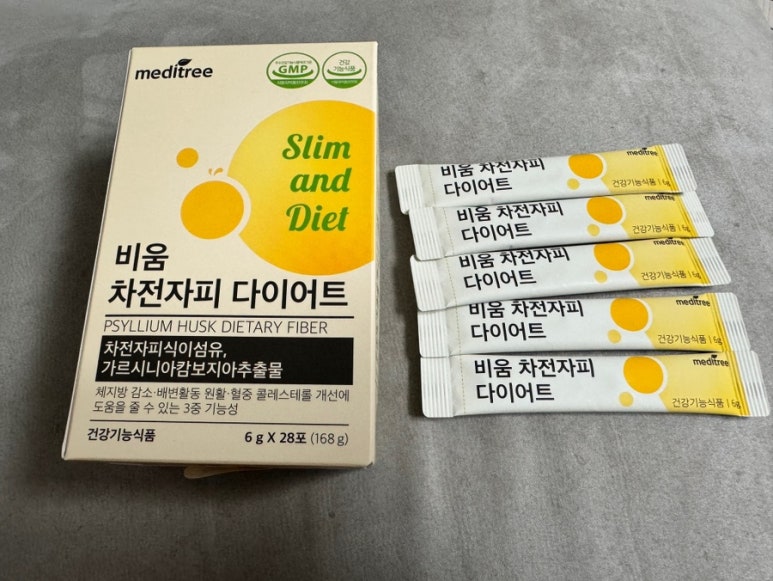 meditree
GMP
건강
기능식품
Slim
and
Diet
비움
차전자피 다이어트
PSYLLIUM HUSK DIETARY FIBER
차전자피식이섬유,
가르시니아캄보지아추출물
체지방 감소·배변활동 원활·혈중 콜레스테롤 개선에
도움을 줄 수 있는 3중 기능성
건강기능식품
6 g X 28포 (168 g)
meditree
비움 차전자피
다이어트
건강기능식품 | 6g
meditree
비움 차전자피
다이어트
건강기능식품 | 6g
meditree
비움 차전자피
다이어트
건강기능식품 | 6g
meditree
비움 차전자피
다이어트
건강기능식품 | 6g
meditree
비움 차전자피
다이어트
건강기능식품 | 6g